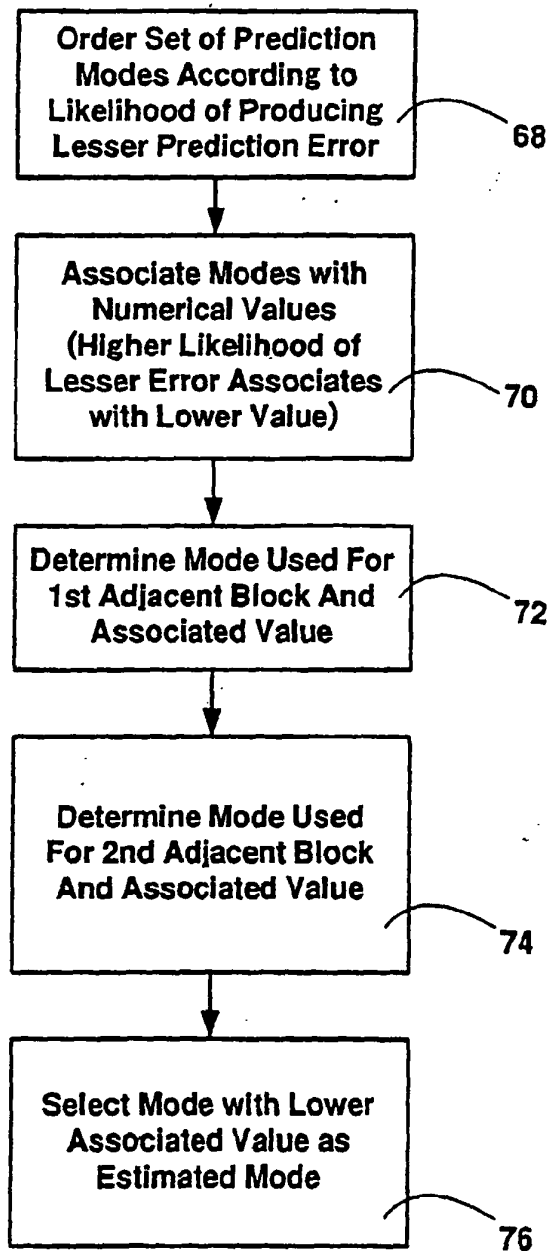 Order Set of Prediction
Modes According to
Likelihood of Producing
Lesser Prediction Error
68
Associate Modes with
Numerical Values
(Higher Likelihood of
Lesser Error Associates
with Lower Value)
70
Determine Mode Used For
1st Adjacent Block And
Associated Value
72
Determine Mode Used
For 2nd Adjacent Block
And Associated Value
74
Select Mode with Lower
Associated Value as
Estimated Mode
76